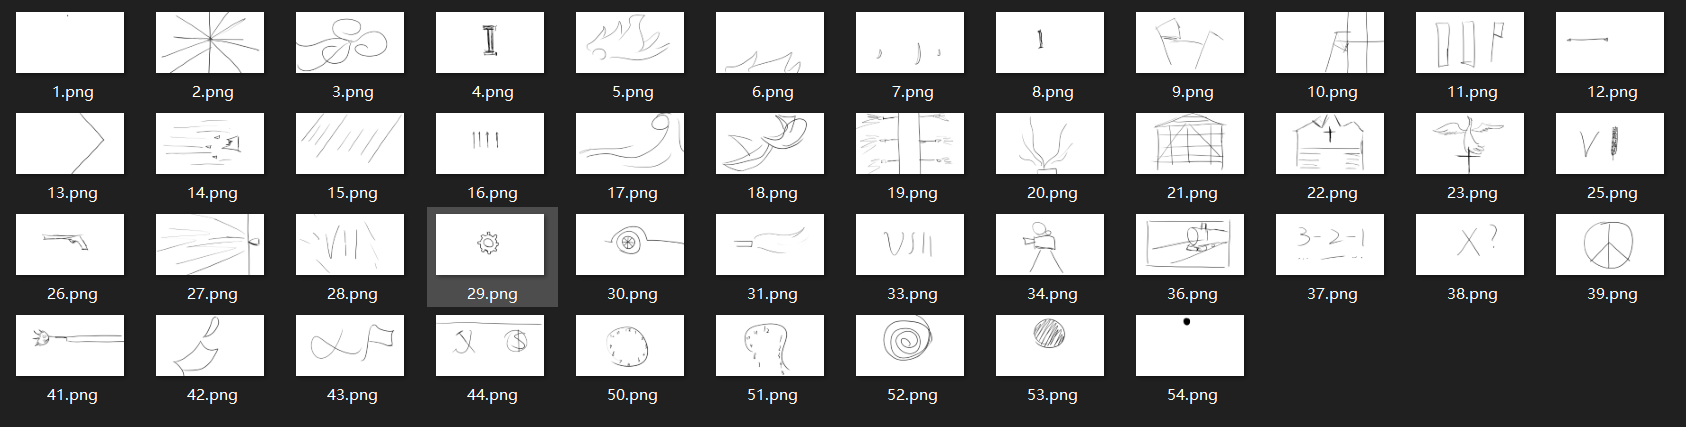 1.png 2.png 3.png 4.png 5.png 6.png 7.png 8.png 9.png 10.png 11.png 12.png
I
V
13.png 14.png 15.png 16.png 17.png 18.png 19.png 20.png 21.png 22.png 23.png 25.png
VII VSII 3-2-1 X?
26.png 27.png 28.png 29.png 30.png 31.png 33.png 34.png 36.png 37.png 38.png 39.png
$
12
41.png 42.png 43.png 44.png 50.png 51.png 52.png 53.png 54.png